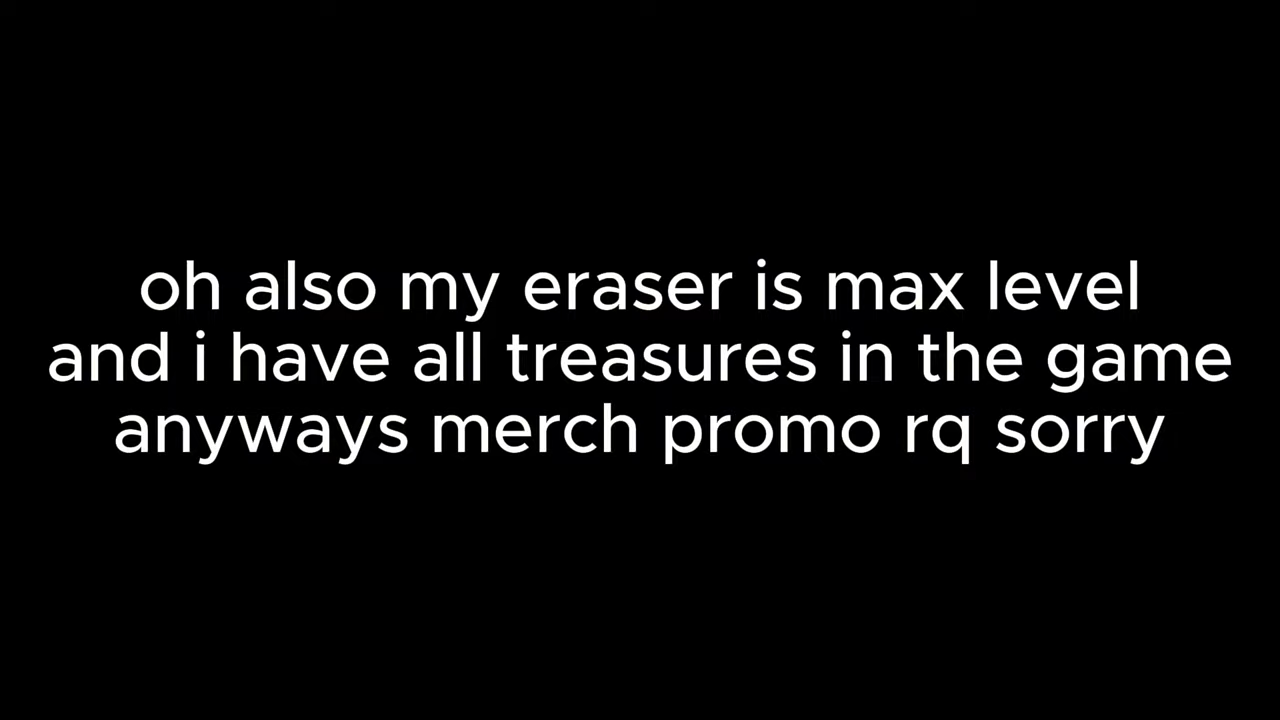 oh also my eraser is max level
and i have all treasures in the game
anyways merch promo rq sorry